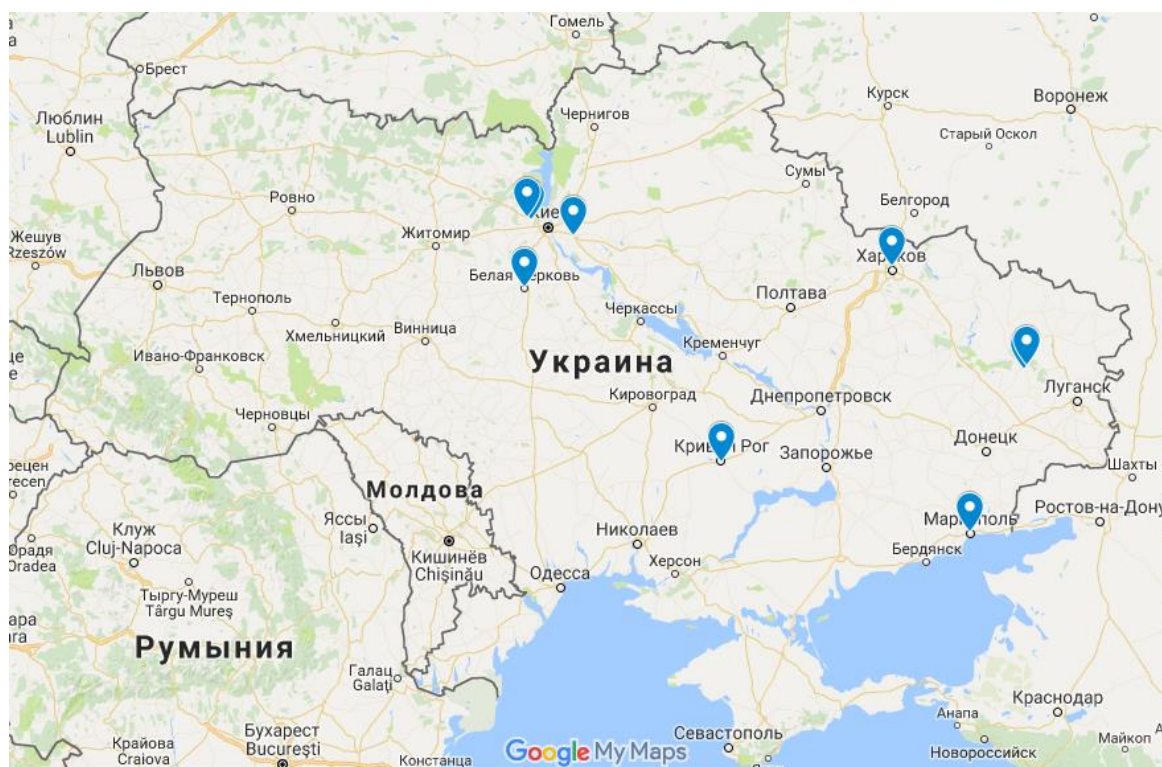 Гомель
Брест
Курск
Воронеж
Люблин
Lublin
Чернигов
Старый Оскол
Сумы
Ровно
Белгород
Жешув
Rzeszów
Житомир
Львов
Белая
Тернополь
Полтава
Черкассы
Хмельницкий
Винница
Кременчуг
Ивано-Франковск
Украина
Луганск
Кировоград
Днепропетровск
Черновцы
Донецк
Рог
Запорожье
Шахты
Молдова
Яссы
Iași
Ростов-на-Дону
Клуж
Cluj-Napoca
Николаев
Бердянск
Кишинёв
Chișinău
Херсон
Одесса
Oradea
Тыргу-Муреш
Târgu Mureș
Румыния
Галац
Galați
Краснодар
Анапа
Бухарест
București
Севастополь
Майкоп
Крайова
Craiova
Google My Maps
Новороссийск
Констанца